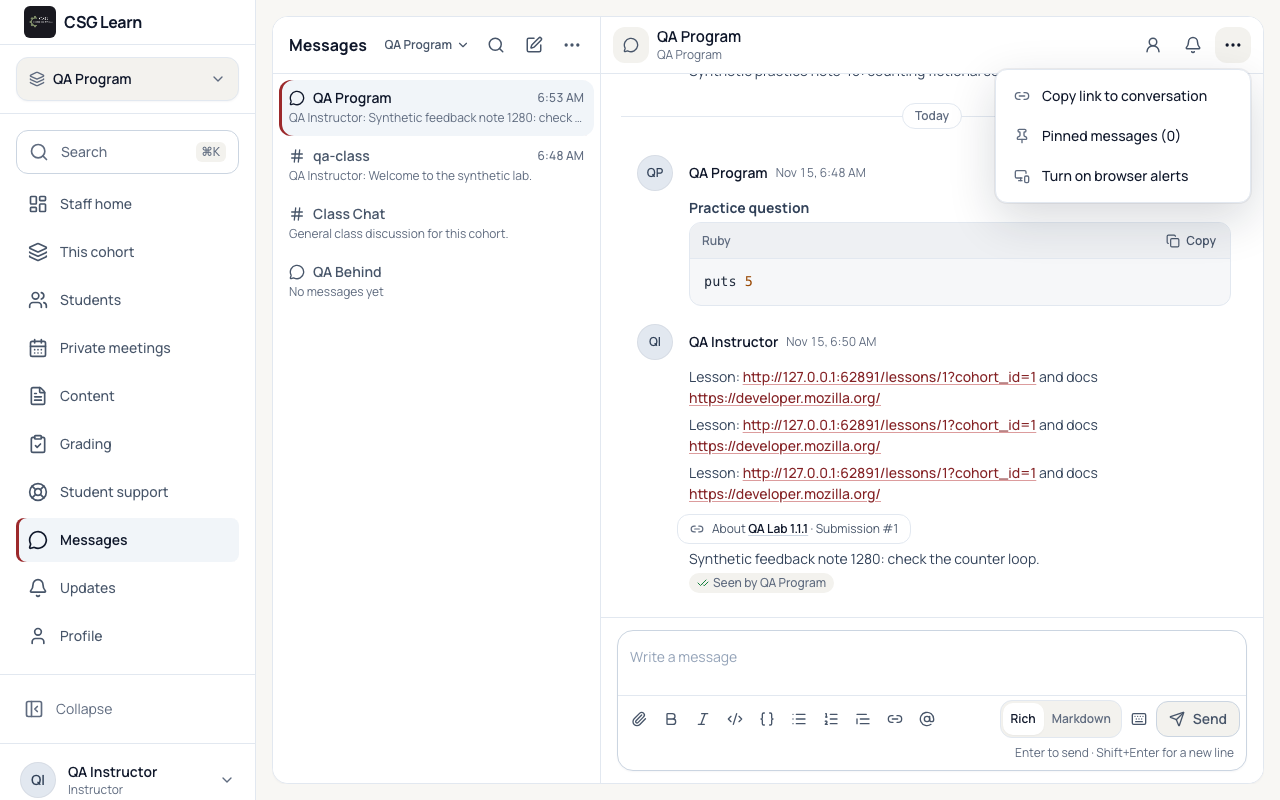 CSG Learn
QA Program
Search
⌘K
Staff home
This cohort
Students
Private meetings
Content
Grading
Student support
Messages
Updates
Profile
Collapse
QI
QA Instructor
Instructor
Messages
QA Program
QA Program
6:53 AM
QA Instructor: Synthetic feedback note 1280: check ...
qa-class
6:48 AM
QA Instructor: Welcome to the synthetic lab.
Class Chat
General class discussion for this cohort.
QA Behind
No messages yet
QA Program
QA Program
Copy link to conversation
Pinned messages (0)
Turn on browser alerts
Today
QP
QA Program Nov 15, 6:48 AM
Practice question
Ruby
Copy
puts 5
QI
QA Instructor Nov 15, 6:50 AM
Lesson: http://127.0.0.1:62891/lessons/1?cohort_id=1 and docs
https://developer.mozilla.org/
Lesson: http://127.0.0.1:62891/lessons/1?cohort_id=1 and docs
https://developer.mozilla.org/
Lesson: http://127.0.0.1:62891/lessons/1?cohort_id=1 and docs
https://developer.mozilla.org/
About QA Lab 1.1.1 · Submission #1
Synthetic feedback note 1280: check the counter loop.
Seen by QA Program
Write a message
Rich
Markdown
Send
Enter to send · Shift+Enter for a new line